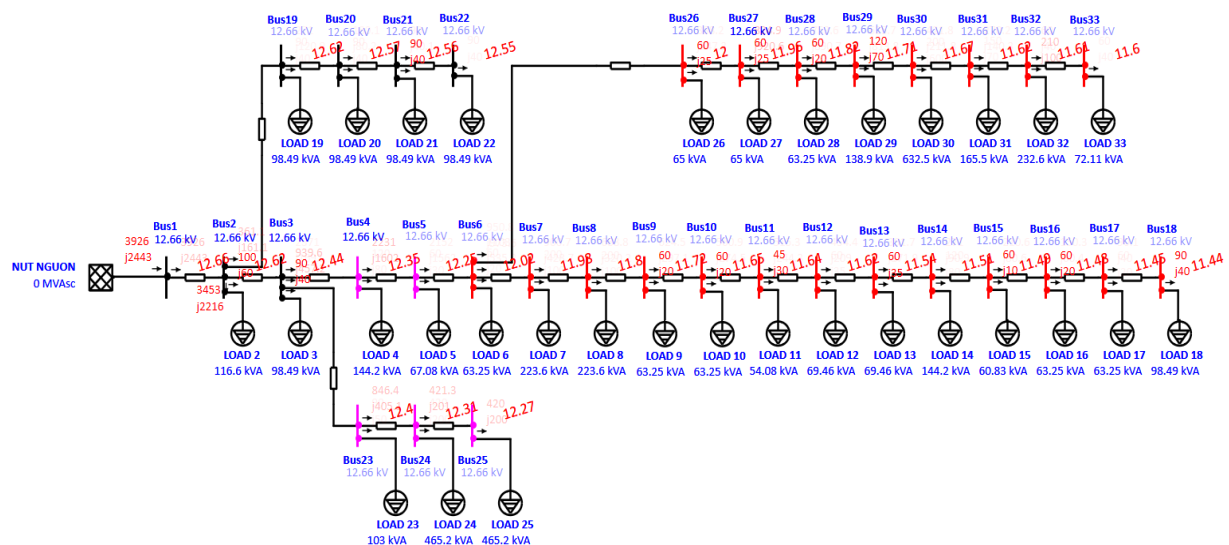 Bus19
12.66 kV
12.62
Bus20
12.66 kV
12.57
Bus21
12.66 kV
90
j40
12.56
Bus22
12.66 kV
12.55
Bus26
12.66 kV
60
j25
12
Bus27
12.66 kV
60
j25
11.96
Bus28
12.66 kV
60
j20
11.82
Bus29
12.66 kV
120
j70
11.71
Bus30
12.66 kV
11.67
Bus31
12.66 kV
11.62
Bus32
12.66 kV
210
11.61
Bus33
12.66 kV
11.6
LOAD 19
98.49 kVA
LOAD 20
98.49 kVA
LOAD 21
98.49 kVA
LOAD 22
98.49 kVA
LOAD 26
65 kVA
LOAD 27
65 kVA
LOAD 28
63.25 kVA
LOAD 29
138.9 kVA
LOAD 30
632.5 kVA
LOAD 31
165.5 kVA
LOAD 32
232.6 kVA
LOAD 33
72.11 kVA
NUT NGUON
0 MVAsc
3926
j2443
Bus1
12.66 kV
3926
j2443
12.65
Bus2
12.66 kV
100
j60
3453
j2216
12.62
Bus3
12.66 kV
939.6
90
j40
12.44
Bus4
12.66 kV
12.35
Bus5
12.66 kV
12.25
Bus6
12.66 kV
12.02
Bus7
12.66 kV
11.98
Bus8
12.66 kV
11.8
Bus9
12.66 kV
60
j20
11.72
Bus10
12.66 kV
60
j20
11.65
Bus11
12.66 kV
45
j30
11.64
Bus12
12.66 kV
11.62
Bus13
12.66 kV
60
j35
11.54
Bus14
12.66 kV
11.51
Bus15
12.66 kV
60
j10
11.49
Bus16
12.66 kV
60
j20
11.48
Bus17
12.66 kV
11.45
Bus18
12.66 kV
90
j40
11.44
LOAD 2
116.6 kVA
LOAD 3
98.49 kVA
LOAD 4
144.2 kVA
LOAD 5
67.08 kVA
LOAD 6
63.25 kVA
LOAD 7
223.6 kVA
LOAD 8
223.6 kVA
LOAD 9
63.25 kVA
LOAD 10
63.25 kVA
LOAD 11
54.08 kVA
LOAD 12
69.46 kVA
LOAD 13
69.46 kVA
LOAD 14
144.2 kVA
LOAD 15
60.83 kVA
LOAD 16
63.25 kVA
LOAD 17
63.25 kVA
LOAD 18
98.49 kVA
846.4
12.4
421.3
j201
12.31
420
j200
12.27
Bus23
12.66 kV
Bus24
12.66 kV
Bus25
12.66 kV
LOAD 23
103 kVA
LOAD 24
465.2 kVA
LOAD 25
465.2 kVA